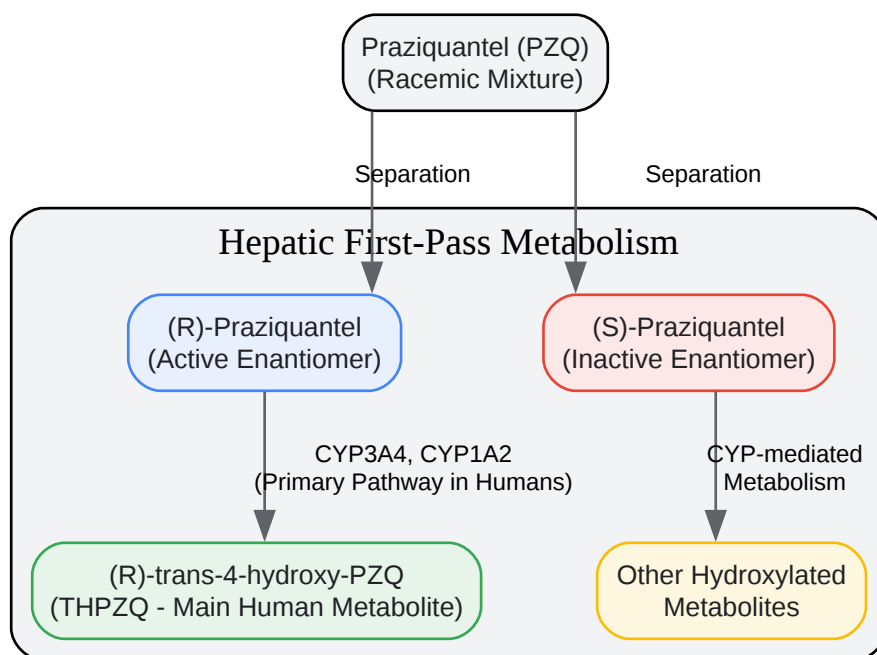 Praziquantel (PZQ)
(Racemic Mixture)
Separation
Separation
Hepatic First-Pass Metabolism
(R)-Praziquantel
(Active Enantiomer)
(S)-Praziquantel
(Inactive Enantiomer)
CYP3A4, CYP1A2
(Primary Pathway in Humans)
CYP-mediated
Metabolism
(R)-trans-4-hydroxy-PZQ
(THPZQ - Main Human Metabolite)
Other Hydroxylated
Metabolites